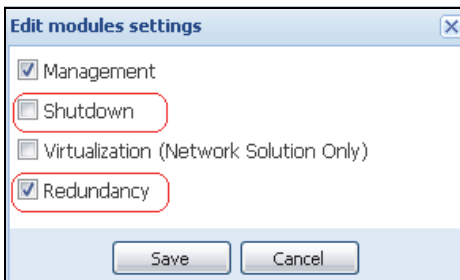 Edit modules settings
Management
Shutdown
Virtualization (Network Solution Only)
Redundancy
Save Cancel